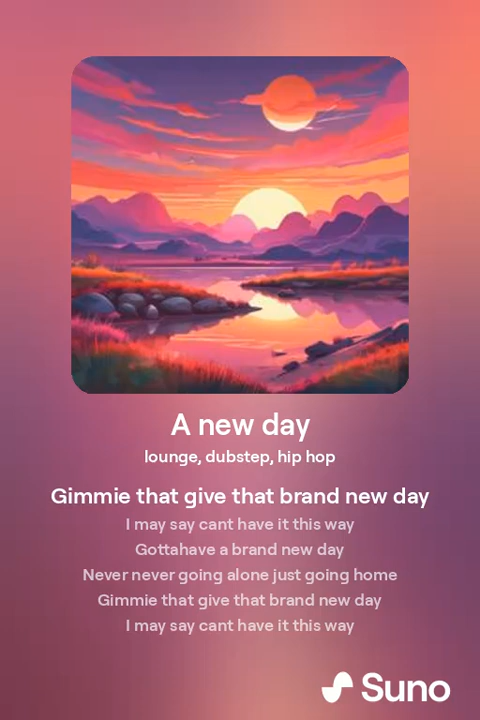 A new day
lounge, dubstep, hip hop
Gimmie that give that brand new day
I may say cant have it this way
Gottahave a brand new day
Never never going alone just going home
Gimmie that give that brand new day
I may say cant have it this way
Suno